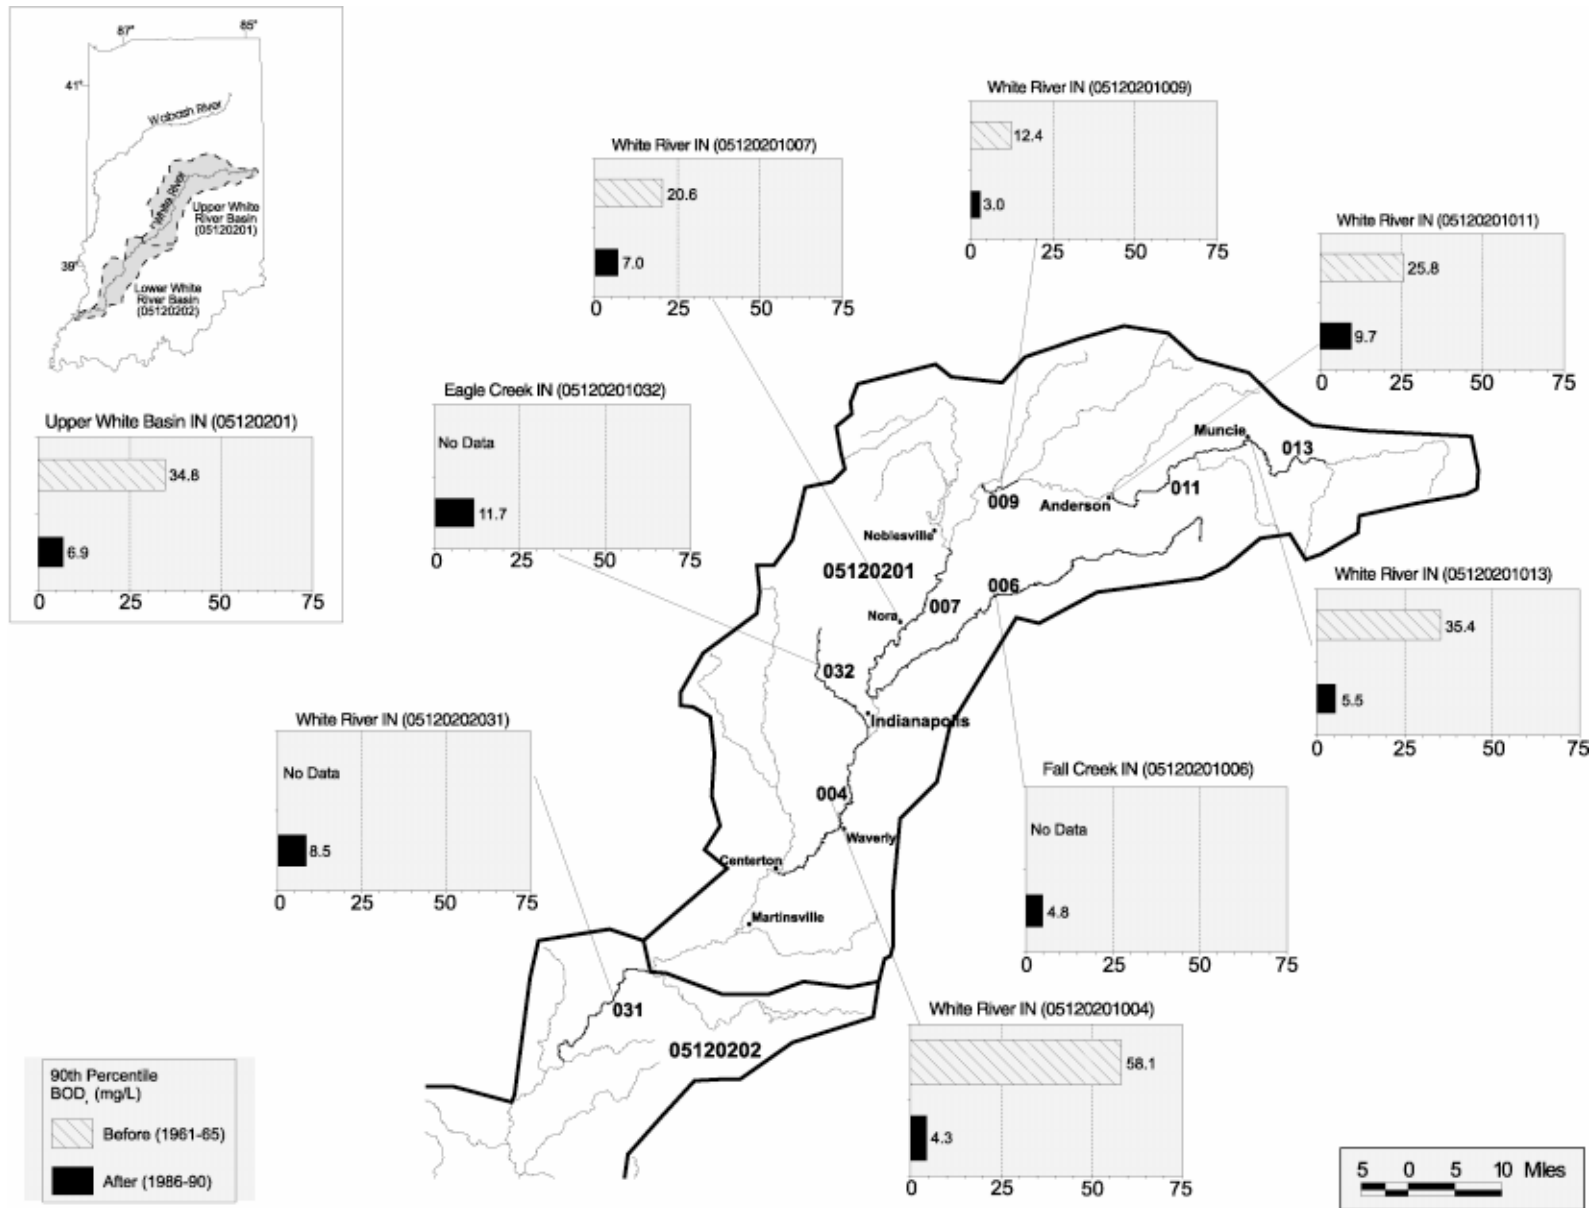 87°
85°
41°
Wabash River
White River
Upper White
River Basin
(05120201)
39°
Lower White
River Basin
(05120202)
Upper White Basin IN (05120201)
34.8
6.9
0 25 50 75
White River IN (05120201007)
20.6
7.0
0 25 50 75
White River IN (05120201009)
12.4
3.0
0 25 50 75
White River IN (05120201011)
25.8
9.7
0 25 50 75
Eagle Creek IN (05120201032)
No Data
11.7
0 25 50 75
White River IN (05120201013)
35.4
5.5
0 25 50 75
White River IN (05120202031)
No Data
8.5
0 25 50 75
Fall Creek IN (05120201006)
No Data
4.8
0 25 50 75
White River IN (05120201004)
58.1
4.3
0 25 50 75
Muncie
013
011
009
Anderson
Noblesville
05120201
006
007
Nora
032
Indianapolis
004
Waverly
Centerton
Martinsville
031
05120202
90th Percentile
BOD, (mg/L)
Before (1961-65)
After (1986-90)
5 0 5 10 Miles